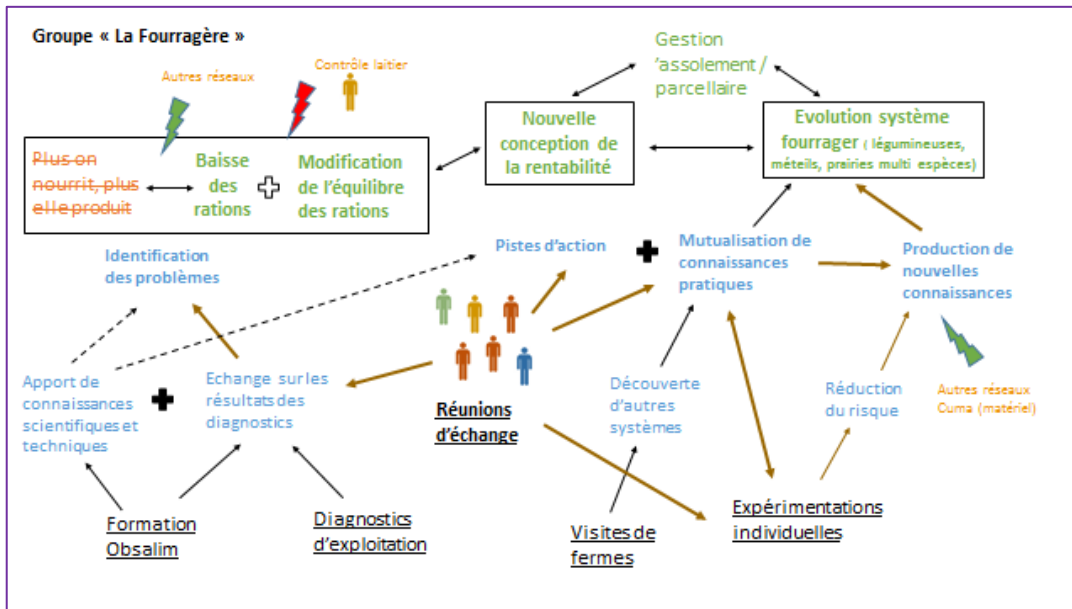 Groupe « La Fourragère »
Autres réseaux
Contrôle laitier
Gestion
'assolement /
parcellaire
Plus on
nourrit, plus
elle produit
Baisse
des
rations
Modification
de l'équilibre
des rations
Nouvelle
conception de
la rentabilité
Evolution système
fourrager ( légumineuses,
méteils, prairies multi espèces)
Identification
des problèmes
Pistes d'action
Mutualisation de
connaissances
pratiques
Production de
nouvelles
connaissances
Apport de
connaissances
scientifiques et
techniques
Echange sur les
résultats des
diagnostics
Réunions
d'échange
Découverte
d'autres
systèmes
Réduction
du risque
Autres réseaux
Cuma (matériel)
Formation
Obsalim
Diagnostics
d'exploitation
Visites de
fermes
Expérimentations
individuelles